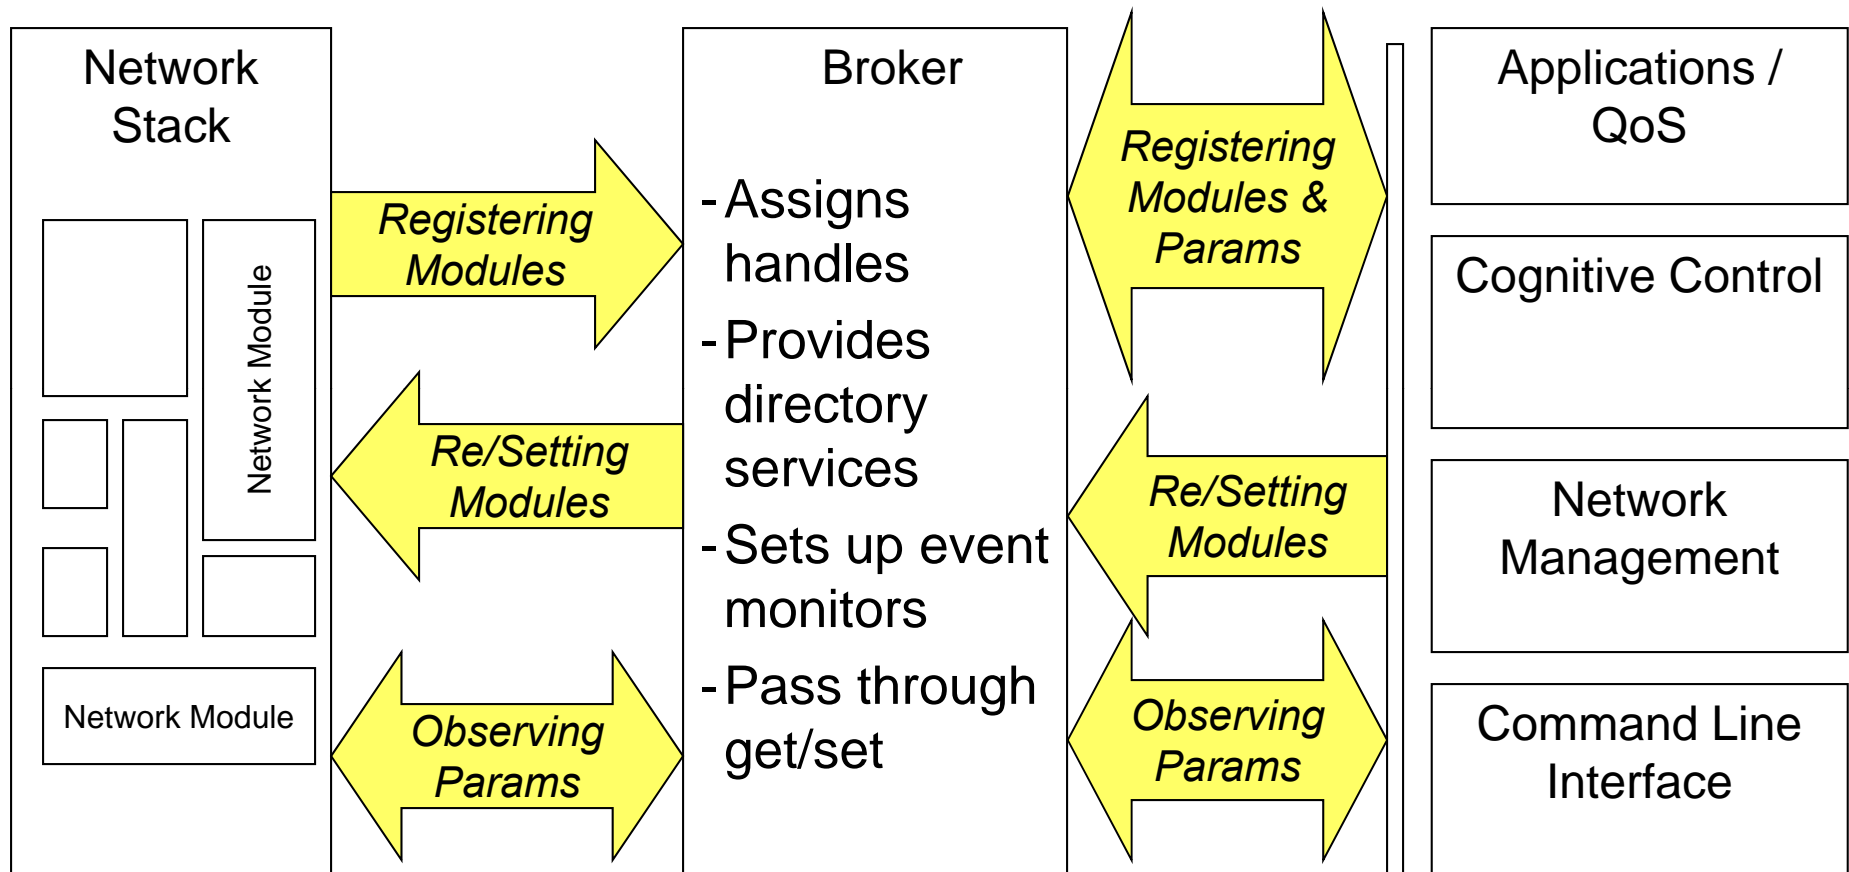 Network
Stack
Network Module
Network Module
Registering
Modules
Re/Setting
Modules
Observing
Params
Broker
-Assigns
handles
-Provides
directory
services
-Sets up event
monitors
-Pass through
get/set
Registering
Modules &
Params
Re/Setting
Modules
Observing
Params
Applications /
QoS
Cognitive Control
Network
Management
Command Line
Interface